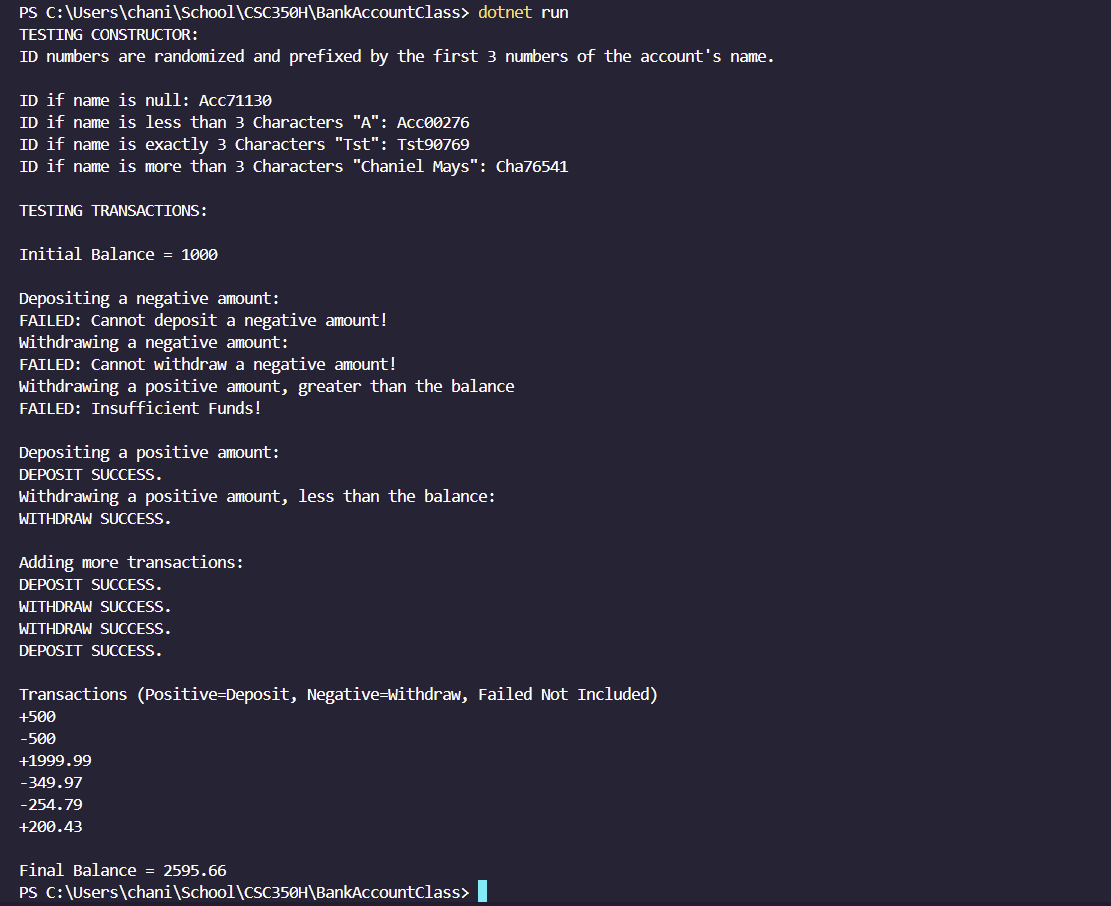 PS C:\Users\chani\School\CSC350H\BankAccountClass> dotnet run
TESTING CONSTRUCTOR:
ID numbers are randomized and prefixed by the first 3 numbers of the account's name.
ID if name is null: Acc71130
ID if name is less than 3 Characters "A": Acc00276
ID if name is exactly 3 Characters "Tst": Tst90769
ID if name is more than 3 Characters "Chaniel Mays": Cha76541
TESTING TRANSACTIONS:
Initial Balance = 1000
Depositing a negative amount:
FAILED: Cannot deposit a negative amount!
Withdrawing a negative amount:
FAILED: Cannot withdraw a negative amount!
Withdrawing a positive amount, greater than the balance
FAILED: Insufficient Funds!
Depositing a positive amount:
DEPOSIT SUCCESS.
Withdrawing a positive amount, less than the balance:
WITHDRAW SUCCESS.
Adding more transactions:
DEPOSIT SUCCESS.
WITHDRAW SUCCESS.
WITHDRAW SUCCESS.
DEPOSIT SUCCESS.
Transactions (Positive=Deposit, Negative=Withdraw, Failed Not Included)
+500
-500
+1999.99
-349.97
-254.79
+200.43
Final Balance = 2595.66
PS C:\Users\chani\School\CSC350H\BankAccountClass>